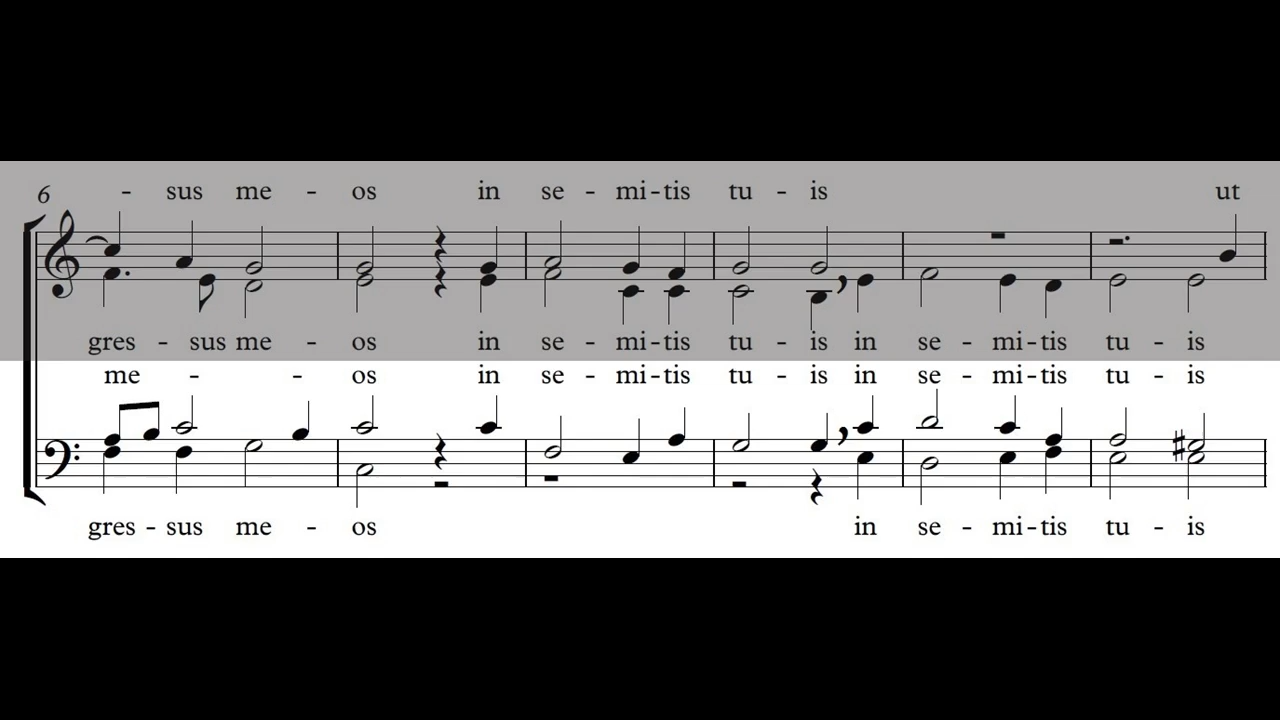 6 - sus me - os in se - mi - tis tu - is ut
gres - sus me - os in se - mi - tis tu - is in se - mi - tis tu - is
me - - os in se - mi - tis tu - is in se - mi - tis tu - is
gres - sus me - os in se - mi - tis tu - is